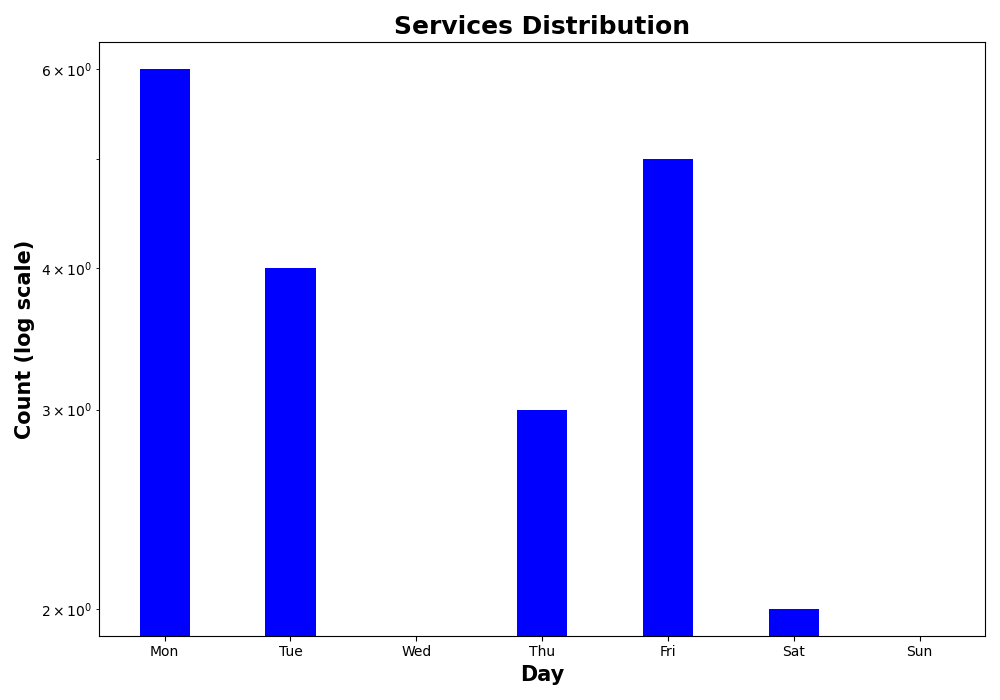 Services Distribution
Count (log scale)
6 × 10⁰
4 × 10⁰
3 × 10⁰
2 × 10⁰
Mon Tue Wed Thu Fri Sat Sun
Day